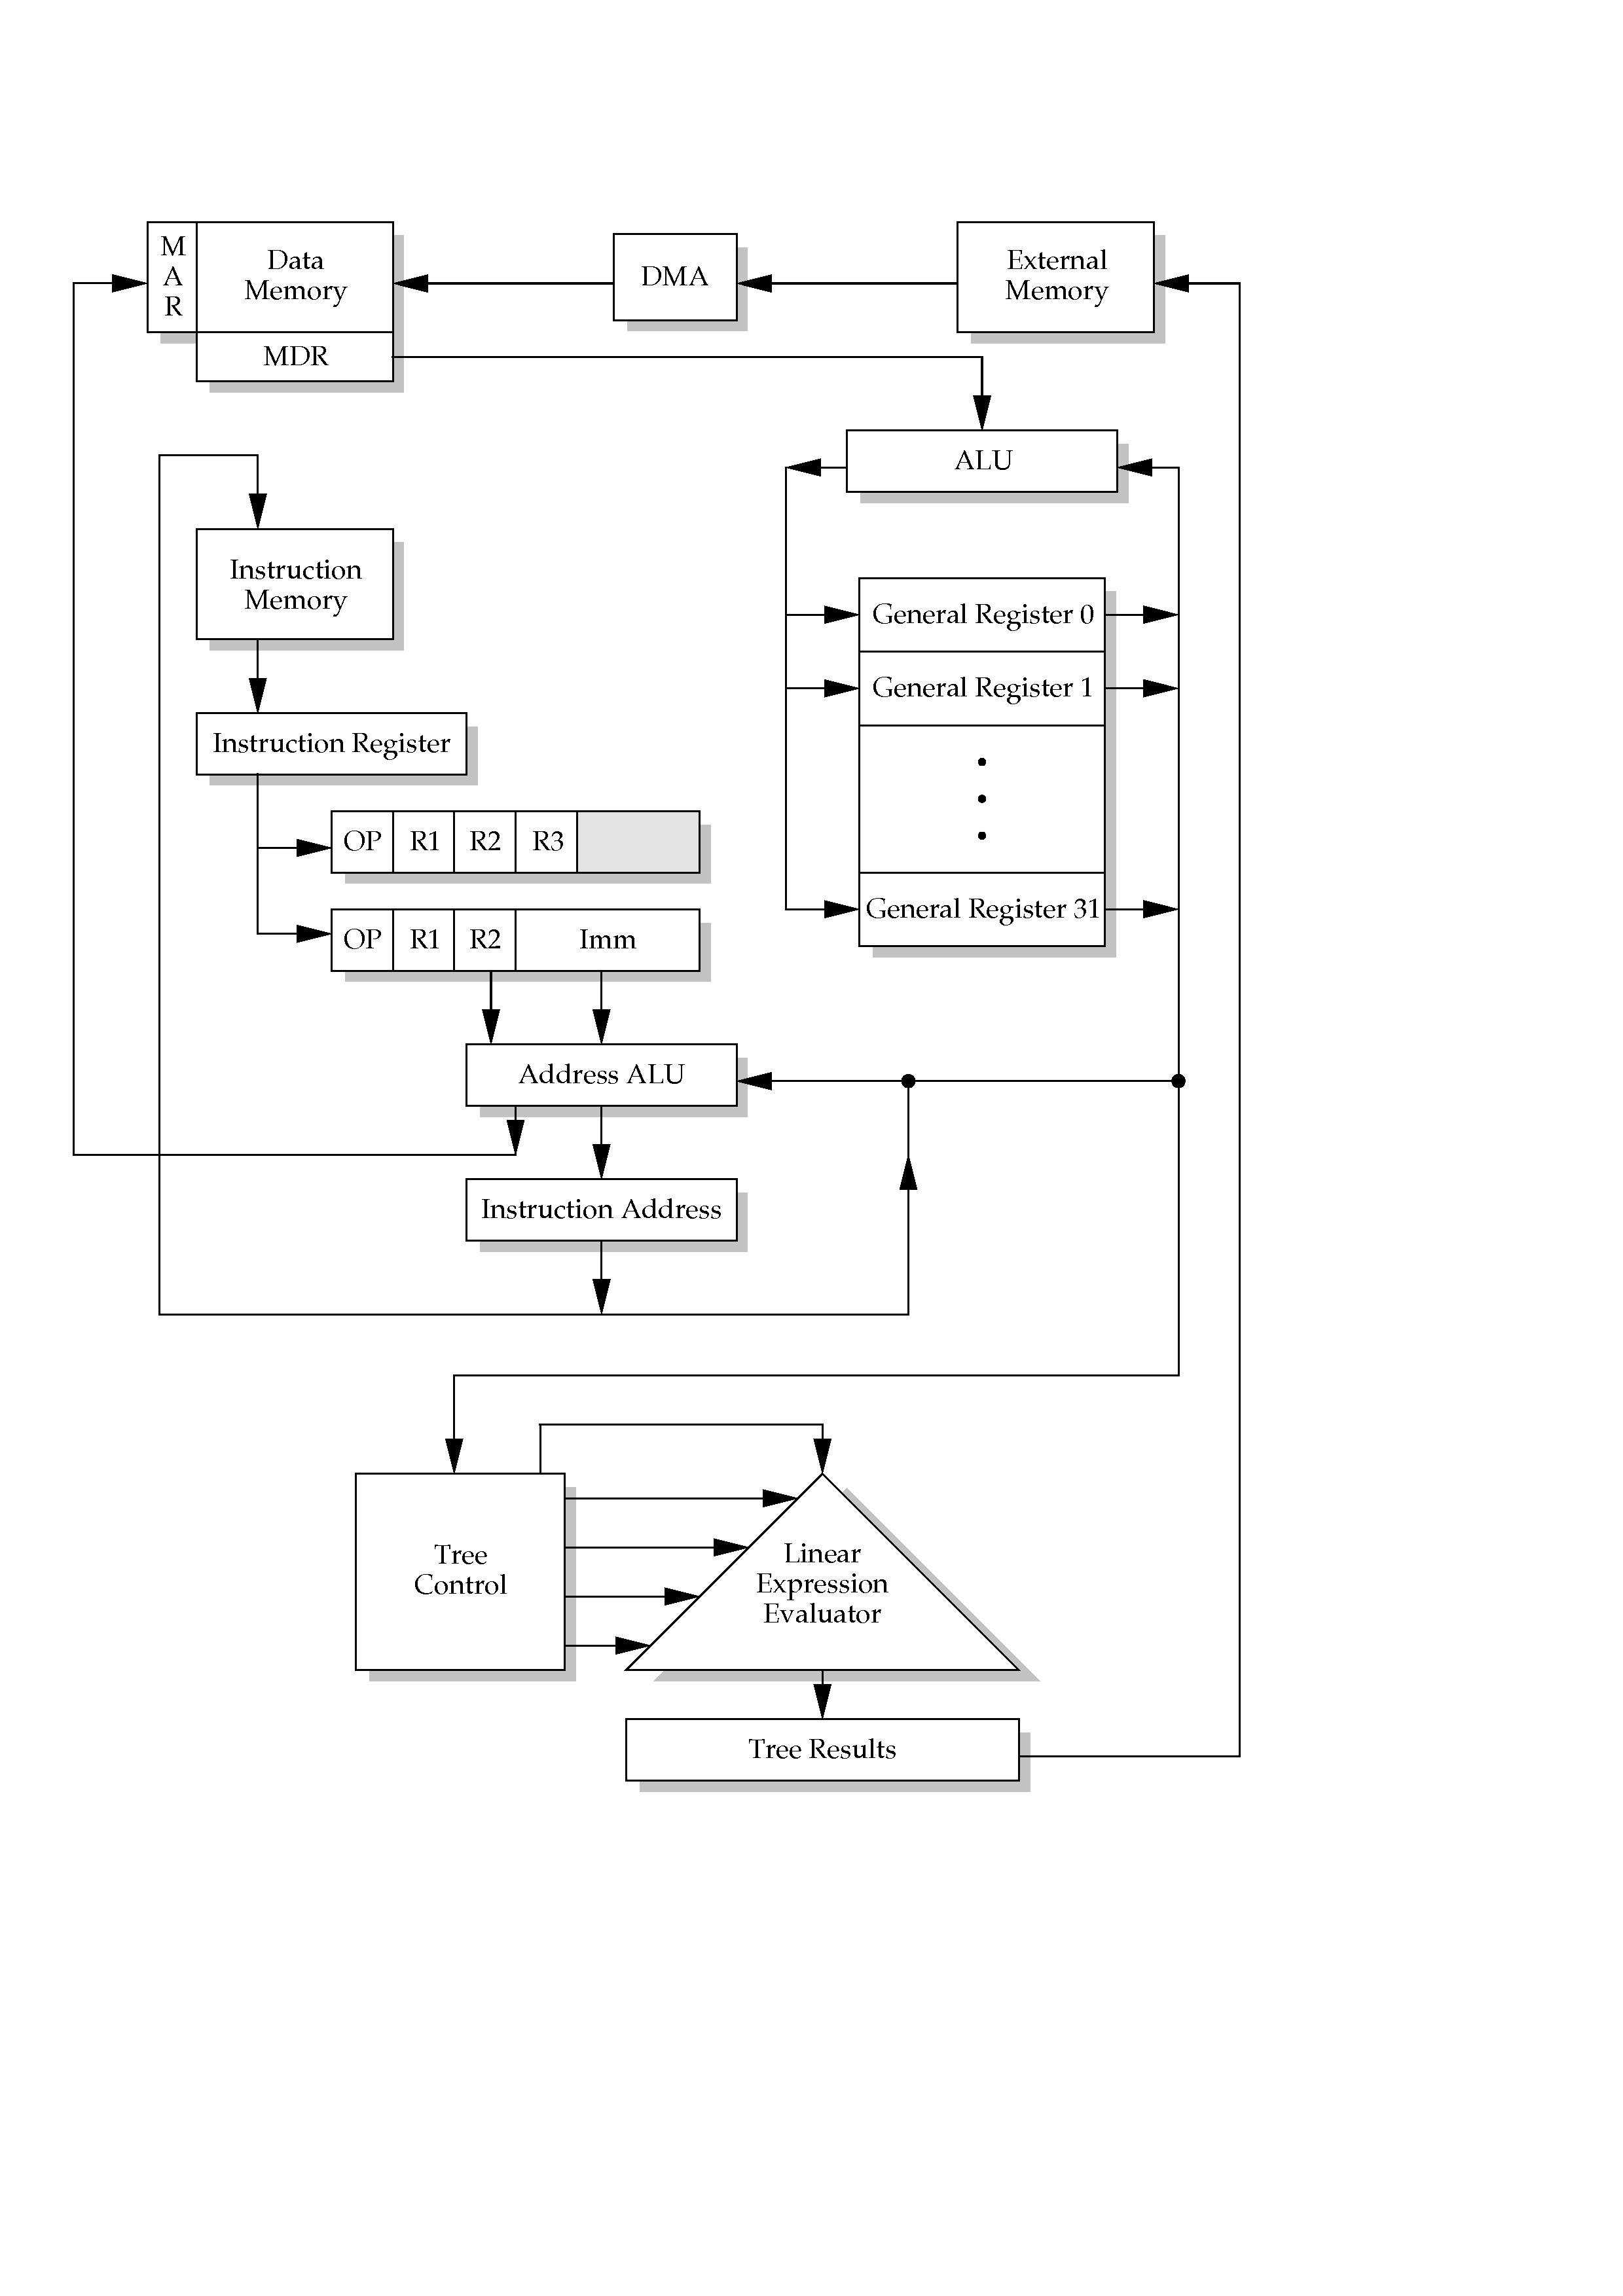 M
A
R
Data
Memory
DMA
External
Memory
MDR
ALU
Instruction
Memory
General Register 0
General Register 1
Instruction Register
OP R1 R2 R3
General Register 31
OP R1 R2 Imm
Address ALU
Instruction Address
Tree
Control
Linear
Expression
Evaluator
Tree Results